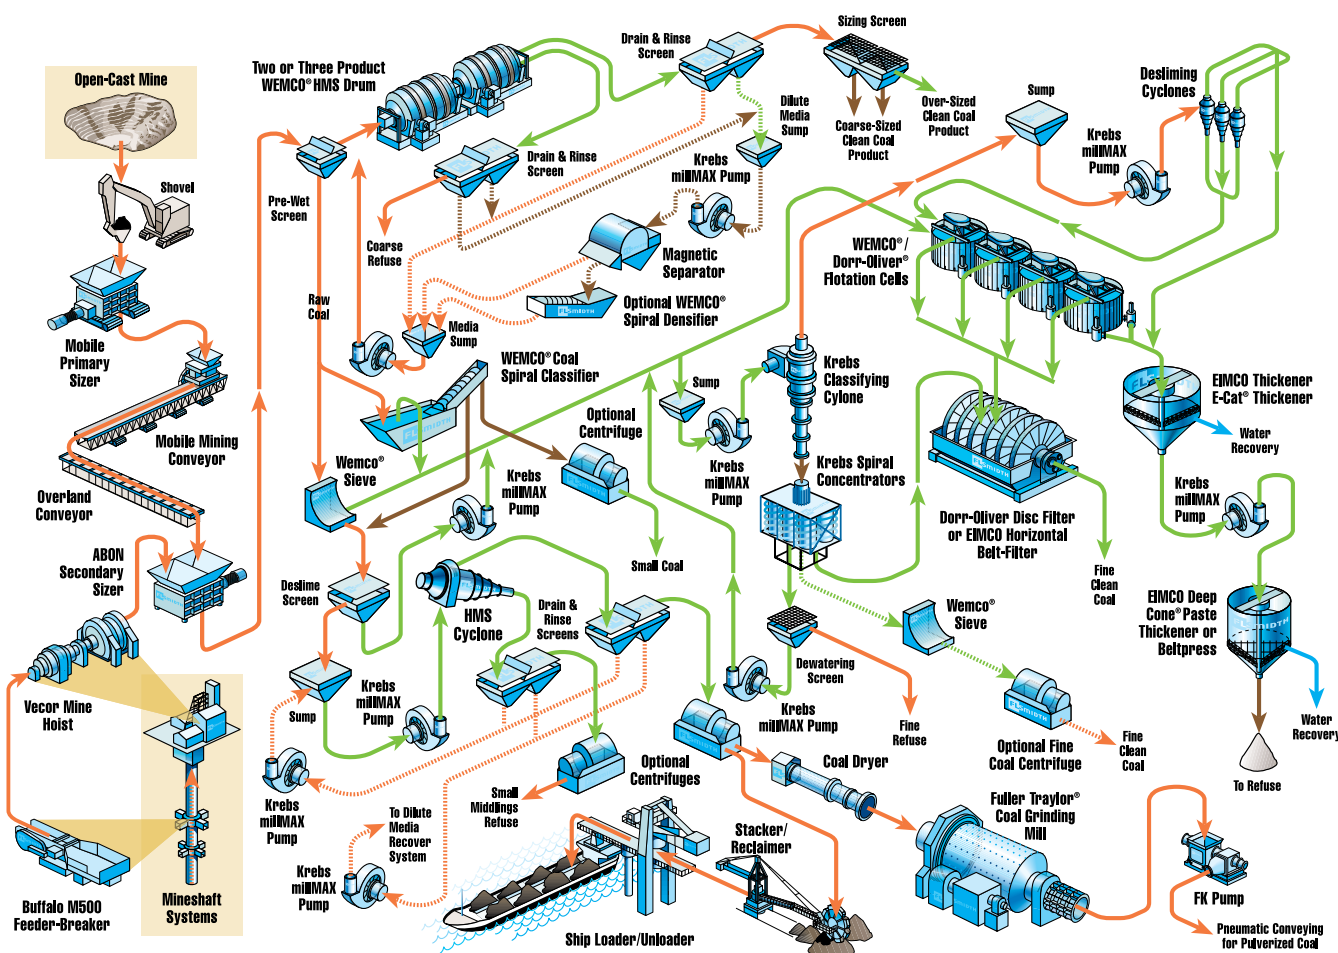 Open-Cast Mine
Shovel
Mobile
Primary
Sizer
Mobile Mining
Conveyor
Overland
Conveyor
ABON
Secondary
Sizer
Vecor Mine
Hoist
Buffalo M500
Feeder-Breaker
Mineshaft
Systems
Two or Three Product
WEMCO® HMS Drum
Pre-Wet
Screen
Raw
Coal
Drain & Rinse
Screen
Coarse
Refuse
Drain & Rinse
Screen
Sizing Screen
Coarse-Sized
Clean Coal
Product
Over-Sized
Clean Coal
Product
Dilute
Media
Sump
Krebs
millMAX Pump
Magnetic
Separator
Optional WEMCO®
Spiral Densifier
FLSMIDTH
Media
Sump
WEMCO® Coal
Spiral Classifier
FLSMIDTH
Wemco®
Sieve
Optional
Centrifuge
FLSMIDTH
Small Coal
Krebs
millMAX
Pump
Deslime
Screen
Sump
Krebs
millMAX
Pump
HMS
Cyclone
Drain &
Rinse
Screens
Krebs
millMAX
Pump
Krebs
millMAX
Pump
To Dilute
Media
Recover
System
Small
Middlings
Refuse
Optional
Centrifuges
FLSMIDTH
Sump
Krebs
millMAX
Pump
Krebs
Classifying
Cylone
Krebs Spiral
Concentrators
Dewatering
Screen
Krebs
millMAX Pump
Fine
Refuse
Wemco®
Sieve
Optional Fine
Coal Centrifuge
FLSMIDTH
Fine
Clean
Coal
Sump
Krebs
millMAX
Pump
Desliming
Cyclones
WEMCO® /
Dorr-Oliver®
Flotation Cells
Dorr-Oliver Disc Filter
or EIMCO Horizontal
Belt-Filter
FLSMIDTH
Fine
Clean
Coal
EIMCO Thickener
E-Cat® Thickener
Water
Recovery
Krebs
millMAX
Pump
EIMCO Deep
Cone® Paste
Thickener or
Beltpress
FLSMIDTH
Water
Recovery
To Refuse
Coal Dryer
Fuller Traylor®
Coal Grinding
Mill
FK Pump
Pneumatic Conveying
for Pulverized Coal
Stacker/
Reclaimer
Ship Loader/Unloader